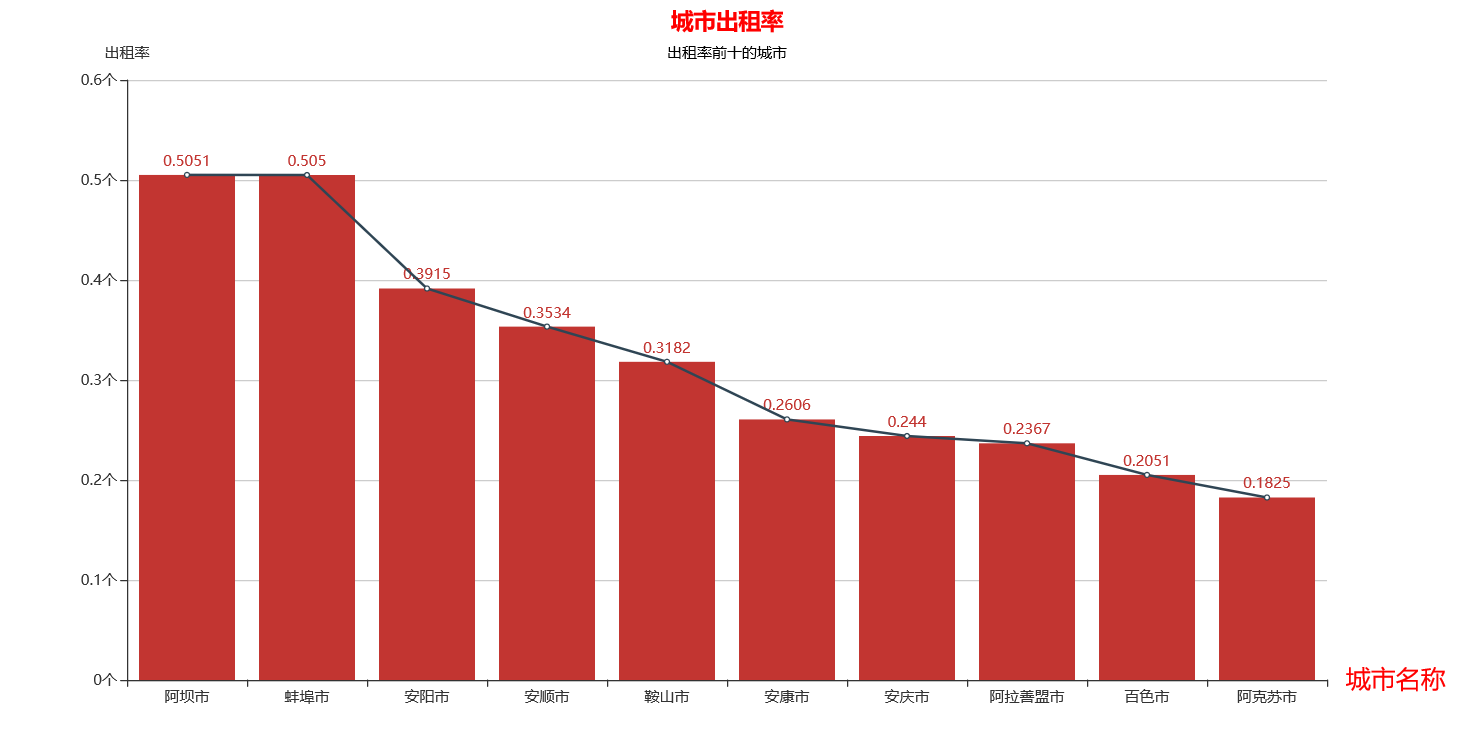 城市出租率
出租率前十的城市
出租率
0.6个
0.5个
0.4个
0.3个
0.2个
0.1个
0个
0.5051
0.505
0.3915
0.3534
0.3182
0.2606
0.244
0.2367
0.2051
0.1825
阿坝市
蚌埠市
安阳市
安顺市
鞍山市
安康市
安庆市
阿拉善盟市
百色市
阿克苏市
城市名称